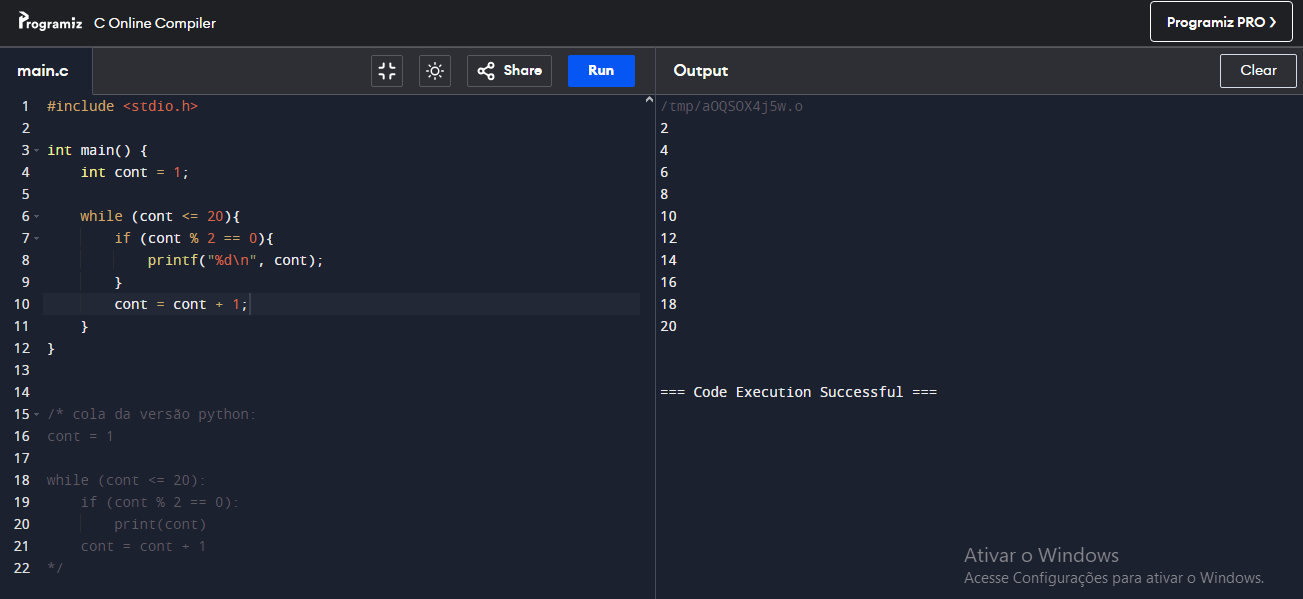 Programiz C Online Compiler
Programiz PRO
main.c
Share
Run
Output
Clear
1 #include <stdio.h>
2
3 int main() {
4     int cont = 1;
5
6     while (cont <= 20){
7         if (cont % 2 == 0){
8             printf("%d\n", cont);
9         }
10         cont = cont + 1;
11     }
12 }
13
14
15 /* cola da versão python:
16 cont = 1
17
18 while (cont <= 20):
19     if (cont % 2 == 0):
20         print(cont)
21     cont = cont + 1
22 */
/tmp/aOQSOX4j5w.o
2
4
6
8
10
12
14
16
18
20
=== Code Execution Successful ===
Ativar o Windows
Acesse Configurações para ativar o Windows.